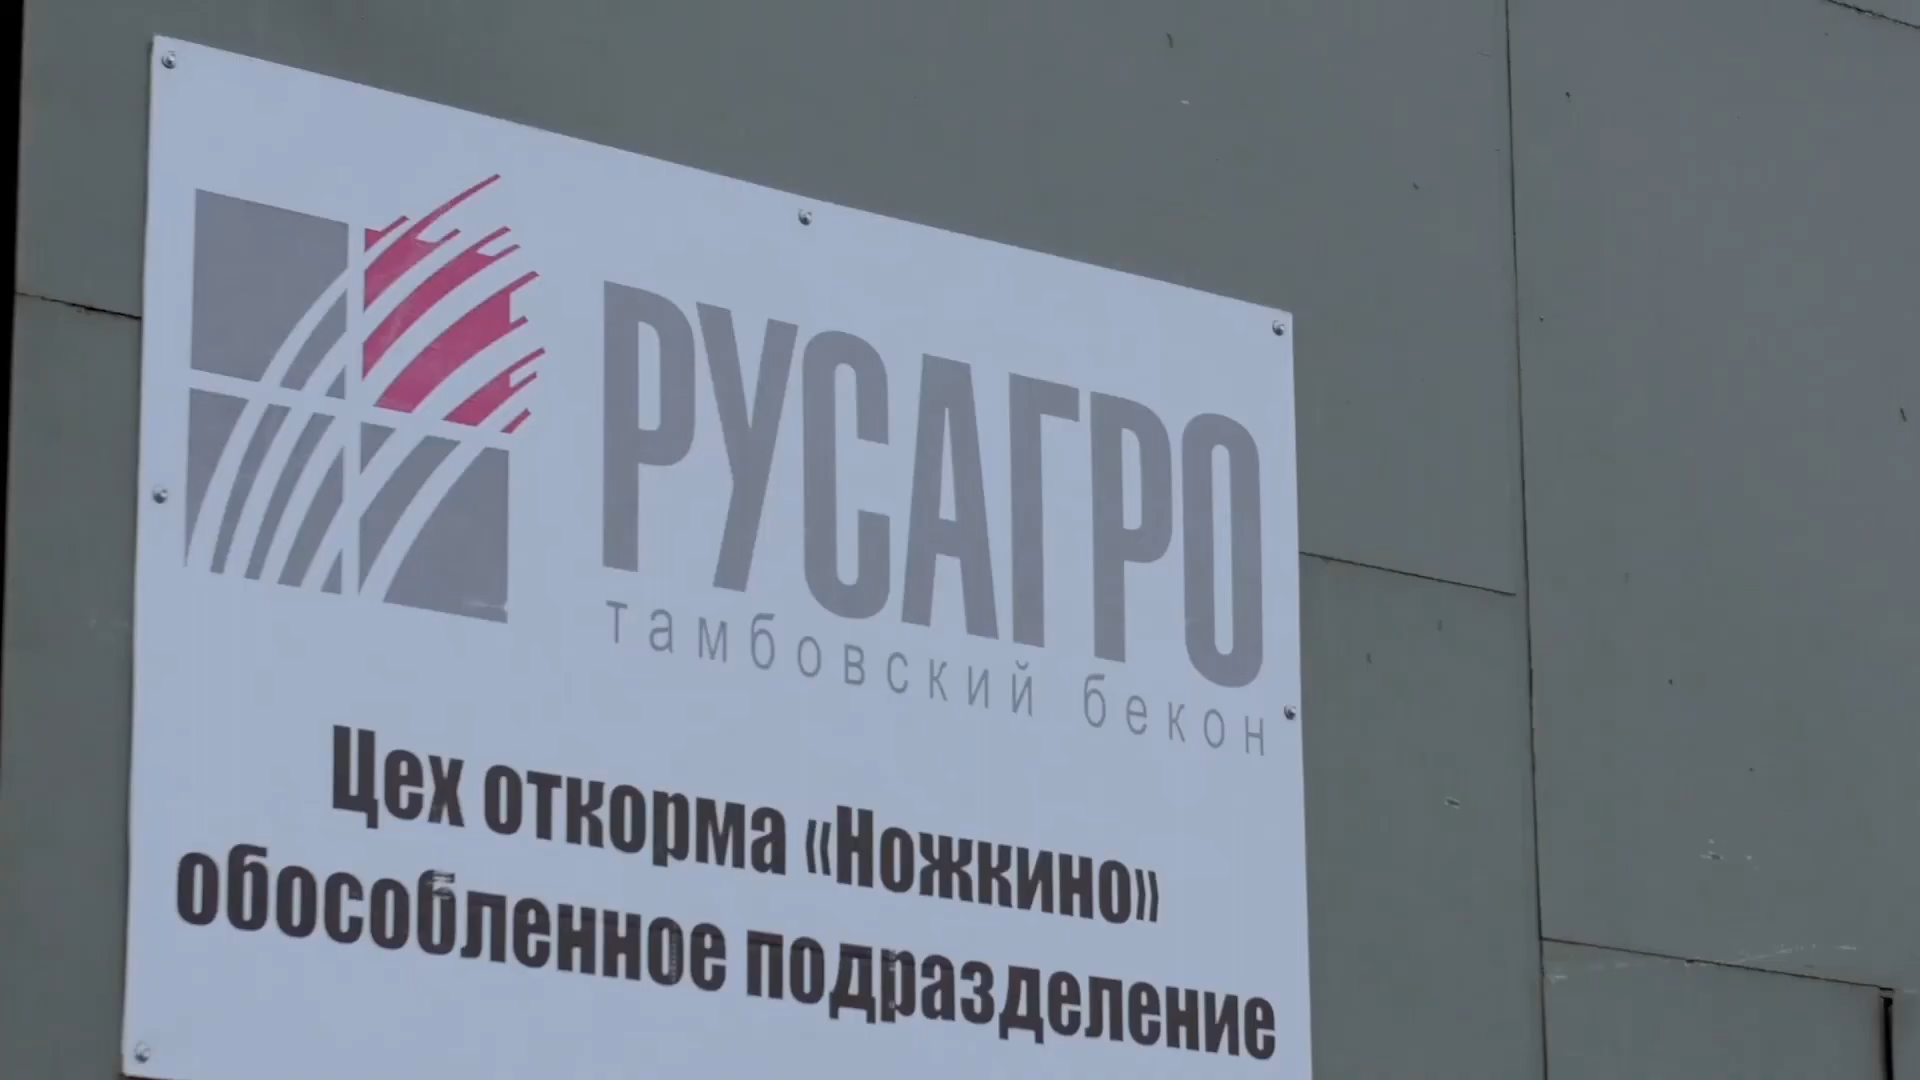 РУСАГРО
тамбовский бекон
Цех откорма «Ножкино»
обособленное подразделение